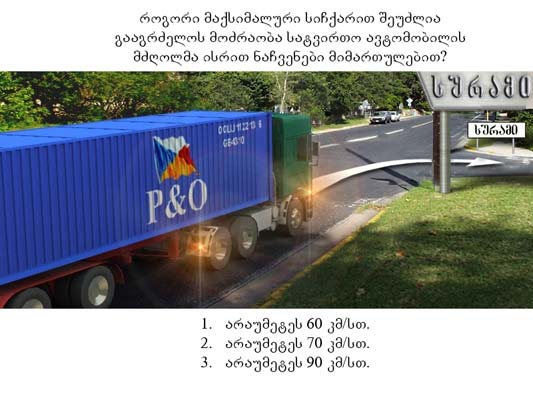 როგორი მაქსიმალური სიჩქარით შეუძლია
გააგრძელოს მოძრაობა სატვირთო ავტომობილის
მძღოლმა ისრით ნაჩვენები მიმართულებით?
სურამი
სურამი
P&O
1. არაუმეტეს 60 კმ/სთ.
2. არაუმეტეს 70 კმ/სთ.
3. არაუმეტეს 90 კმ/სთ.